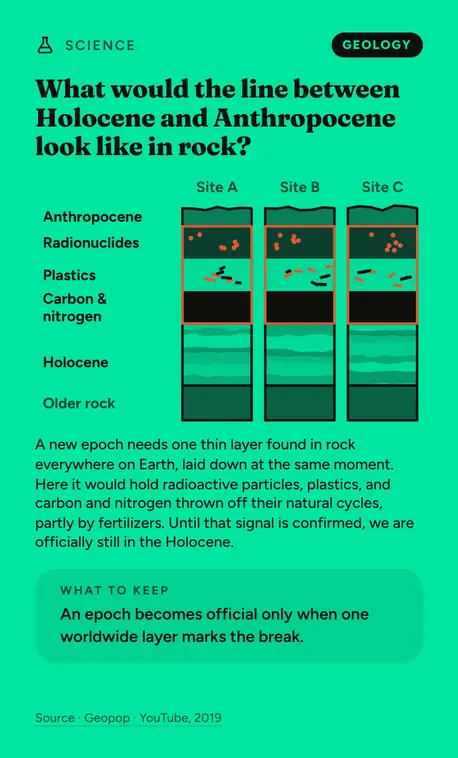 SCIENCE
GEOLOGY
What would the line between
Holocene and Anthropocene
look like in rock?
Site A
Site B
Site C
Anthropocene
Radionuclides
Plastics
Carbon &
nitrogen
Holocene
Older rock
A new epoch needs one thin layer found in rock
everywhere on Earth, laid down at the same moment.
Here it would hold radioactive particles, plastics, and
carbon and nitrogen thrown off their natural cycles,
partly by fertilizers. Until that signal is confirmed, we are
officially still in the Holocene.
WHAT TO KEEP
An epoch becomes official only when one
worldwide layer marks the break.
Source · Geopop · YouTube, 2019